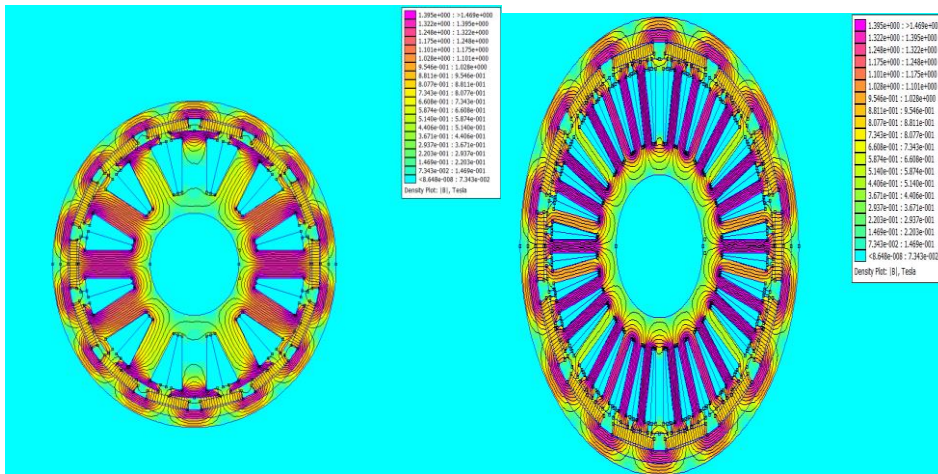 1.395e+000 : >1.469e+000
1.322e+000 : 1.395e+000
1.248e+000 : 1.322e+000
1.175e+000 : 1.248e+000
1.101e+000 : 1.175e+000
1.028e+000 : 1.101e+000
9.546e-001 : 1.028e+000
8.811e-001 : 9.546e-001
8.077e-001 : 8.811e-001
7.343e-001 : 8.077e-001
6.608e-001 : 7.343e-001
5.874e-001 : 6.608e-001
5.140e-001 : 5.874e-001
4.406e-001 : 5.140e-001
3.671e-001 : 4.406e-001
2.937e-001 : 3.671e-001
2.203e-001 : 2.937e-001
1.469e-001 : 2.203e-001
7.343e-002 : 1.469e-001
<8.648e-008 : 7.343e-002
Density Plot: |B|, Tesla
1.395e+000 : >1.469e+000
1.322e+000 : 1.395e+000
1.248e+000 : 1.322e+000
1.175e+000 : 1.248e+000
1.101e+000 : 1.175e+000
1.028e+000 : 1.101e+000
9.546e-001 : 1.028e+000
8.811e-001 : 9.546e-001
8.077e-001 : 8.811e-001
7.343e-001 : 8.077e-001
6.608e-001 : 7.343e-001
5.874e-001 : 6.608e-001
5.140e-001 : 5.874e-001
4.406e-001 : 5.140e-001
3.671e-001 : 4.406e-001
2.937e-001 : 3.671e-001
2.203e-001 : 2.937e-001
1.469e-001 : 2.203e-001
7.343e-002 : 1.469e-001
<8.648e-008 : 7.343e-002
Density Plot: |B|, Tesla